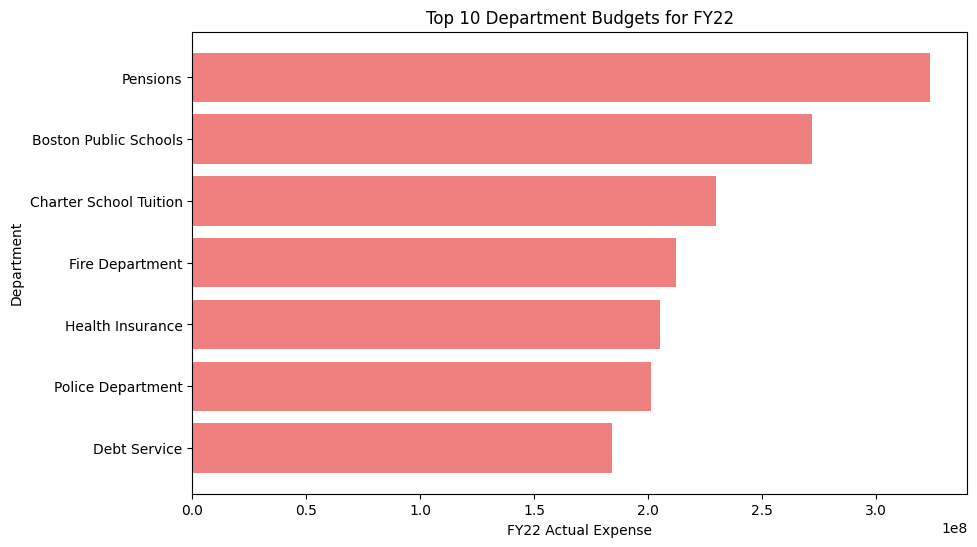 Top 10 Department Budgets for FY22
Pensions
Boston Public Schools
Charter School Tuition
Fire Department
Health Insurance
Police Department
Debt Service
Department
0.0 0.5 1.0 1.5 2.0 2.5 3.0
1e8
FY22 Actual Expense